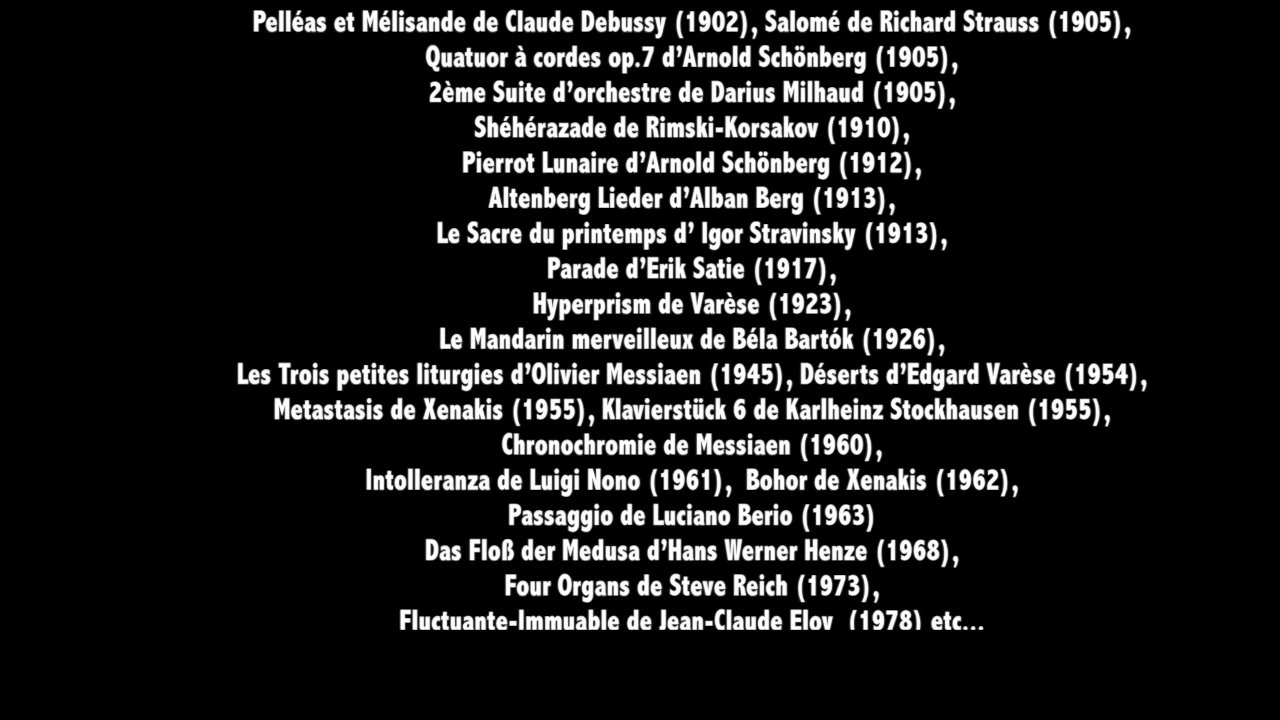 Pelléas et Mélisande de Claude Debussy (1902), Salomé de Richard Strauss (1905),
Quatuor à cordes op.7 d'Arnold Schönberg (1905),
2ème Suite d'orchestre de Darius Milhaud (1905),
Shéhérazade de Rimski-Korsakov (1910),
Pierrot Lunaire d'Arnold Schönberg (1912),
Altenberg Lieder d'Alban Berg (1913),
Le Sacre du printemps d' Igor Stravinsky (1913),
Parade d'Erik Satie (1917),
Hyperprism de Varèse (1923),
Le Mandarin merveilleux de Béla Bartók (1926),
Les Trois petites liturgies d'Olivier Messiaen (1945), Déserts d'Edgard Varèse (1954),
Metastasis de Xenakis (1955), Klavierstück 6 de Karlheinz Stockhausen (1955),
Chronochromie de Messiaen (1960),
Intolleranza de Luigi Nono (1961),  Bohor de Xenakis (1962),
Passaggio de Luciano Berio (1963)
Das Floß der Medusa d'Hans Werner Henze (1968),
Four Organs de Steve Reich (1973),
Fluctuante-Immuable de Jean-Claude Eloy  (1978) etc...